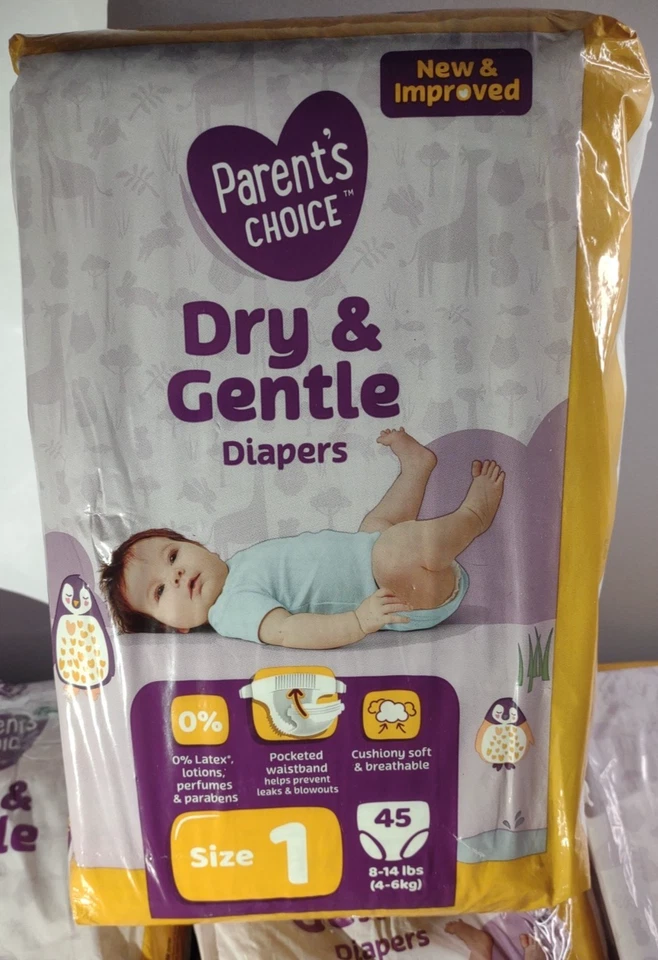 New &
Improved
Parent's
CHOICE™
Dry &
Gentle
Diapers
0%
0% Latex*,
lotions,
perfumes
& parabens
Pocketed
waistband
helps prevent
leaks & blowouts
Cushiony soft
& breathable
Size 1
45
8-14 lbs
(4-6kg)
&
le
Diapers